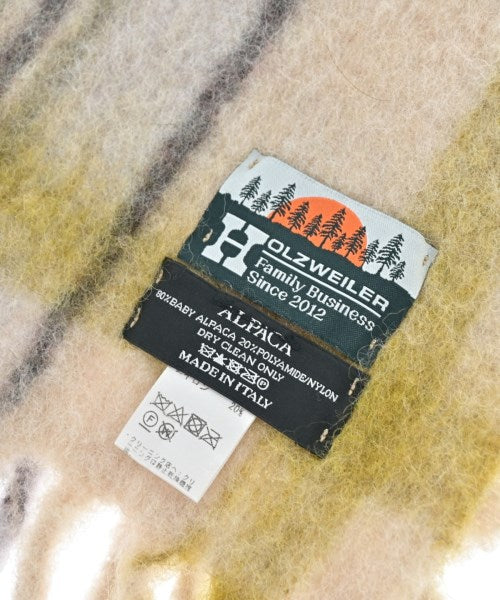 HOLZWEILER
Family Business
Since 2012
ALPACA
80%BABY ALPACA 20%POLYAMIDE/NYLON
DRY CLEAN ONLY
MADE IN ITALY
20%